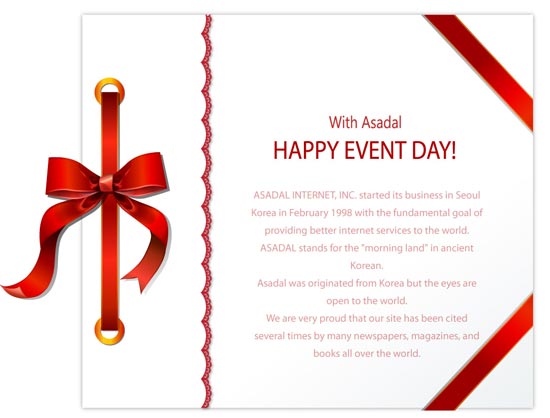 With Asadal
HAPPY EVENT DAY!
ASADAL INTERNET, INC. started its business in Seoul
Korea in February 1998 with the fundamental goal of
providing better internet services to the world.
ASADAL stands for the "morning land" in ancient
Korean.
Asadal was originated from Korea but the eyes are
open to the world.
We are very proud that our site has been cited
several times by many newspapers, magazines, and
books all over the world.